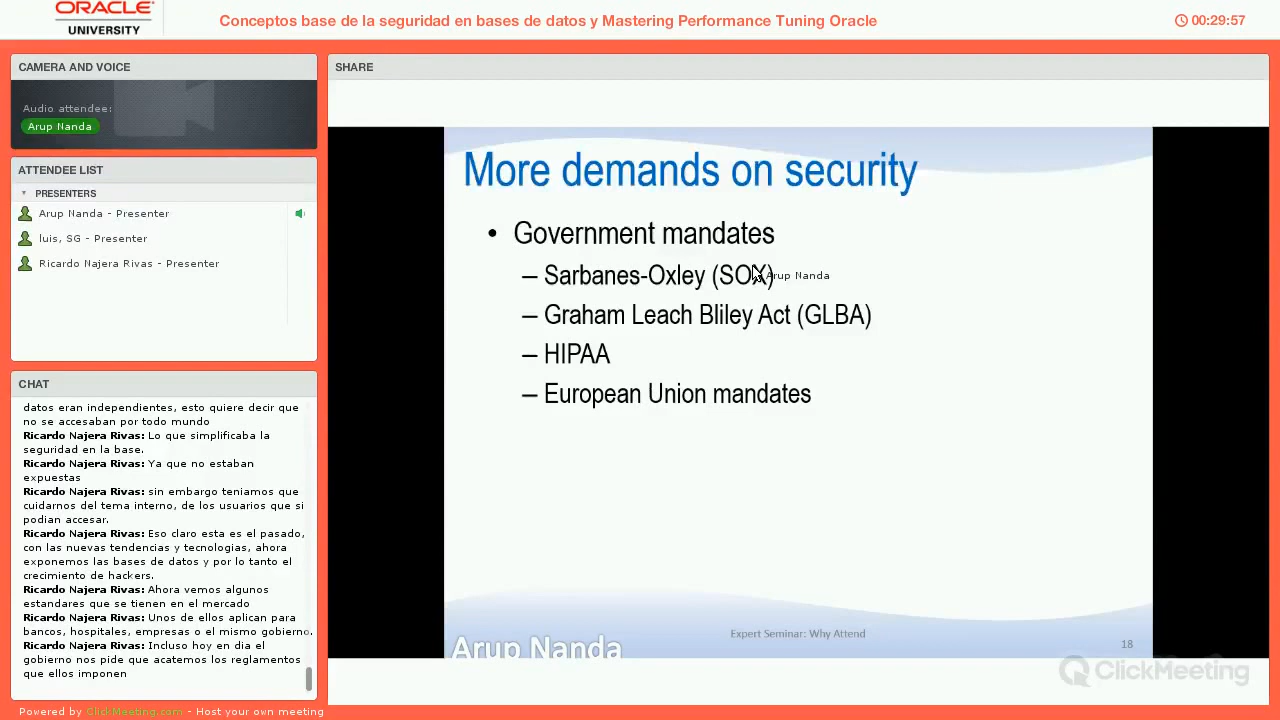 ORACLE
UNIVERSITY
Conceptos base de la seguridad en bases de datos y Mastering Performance Tuning Oracle
00:29:57
CAMERA AND VOICE
Audio attendee:
Arup Nanda
ATTENDEE LIST
PRESENTERS
Arup Nanda - Presenter
luis, SG - Presenter
Ricardo Najera Rivas - Presenter
CHAT
datos eran independientes, esto quiere decir que
no se accesaban por todo mundo
Ricardo Najera Rivas: Lo que simplificaba la
seguridad en la base.
Ricardo Najera Rivas: Ya que no estaban
expuestas
Ricardo Najera Rivas: sin embargo teniamos que
cuidarnos del tema interno, de los usuarios que si
podian accesar.
Ricardo Najera Rivas: Eso claro esta es el pasado,
con las nuevas tendencias y tecnologias, ahora
exponemos las bases de datos y por lo tanto el
crecimiento de hackers.
Ricardo Najera Rivas: Ahora vemos algunos
estandares que se tienen en el mercado
Ricardo Najera Rivas: Unos de ellos aplican para
bancos, hospitales, empresas o el mismo gobierno.
Ricardo Najera Rivas: Incluso hoy en dia el
gobierno nos pide que acatemos los reglamentos
que ellos imponen
Powered by ClickMeeting.com - Host your own meeting
SHARE
More demands on security
• Government mandates
– Sarbanes-Oxley (SOX)
Arup Nanda
– Graham Leach Bliley Act (GLBA)
– HIPAA
– European Union mandates
Expert Seminar: Why Attend
18
Arup Nanda
ClickMeeting